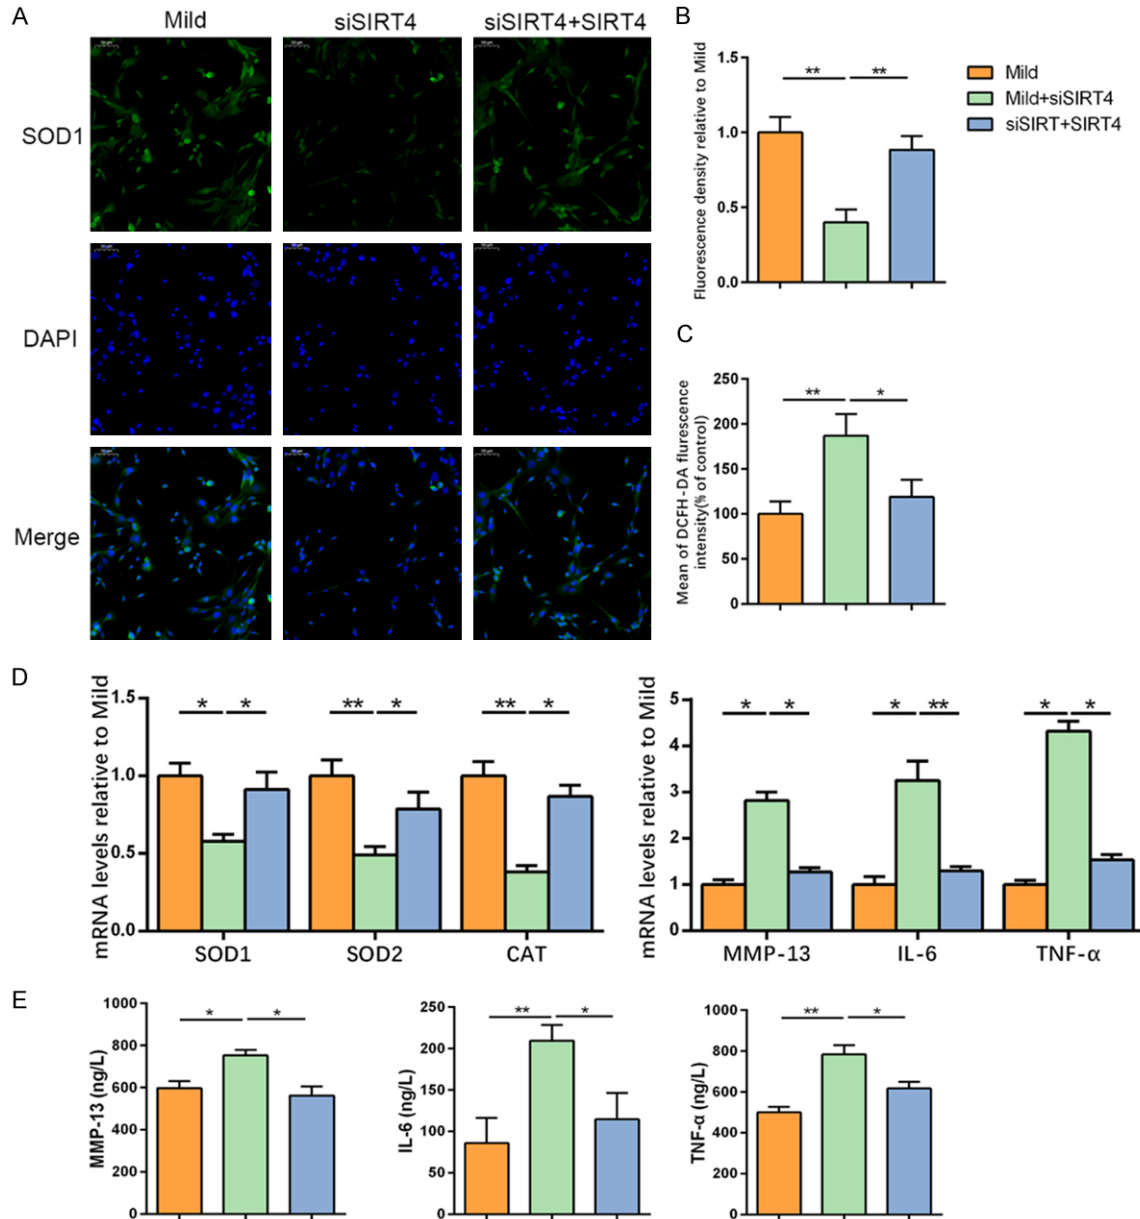 A
Mild
siSIRT4
siSIRT4+SIRT4
SOD1
DAPI
Merge
B
Fluorescence density relative to Mild
1.5
1.0
0.5
0.0
** **
Mild
Mild+siSIRT4
siSIRT+SIRT4
C
Mean of DCFH-DA flurescence
intensity(% of control)
250
200
150
100
50
0
** *
D
mRNA levels relative to Mild
1.5
1.0
0.5
0.0
* * ** * ** *
SOD1 SOD2 CAT
mRNA levels relative to Mild
5
4
3
2
1
0
* * * ** * *
MMP-13 IL-6 TNF-α
E
MMP-13 (ng/L)
1000
800
600
400
200
0
* *
IL-6 (ng/L)
250
200
150
100
50
0
** *
TNF-α (ng/L)
1000
800
600
400
200
0
** *